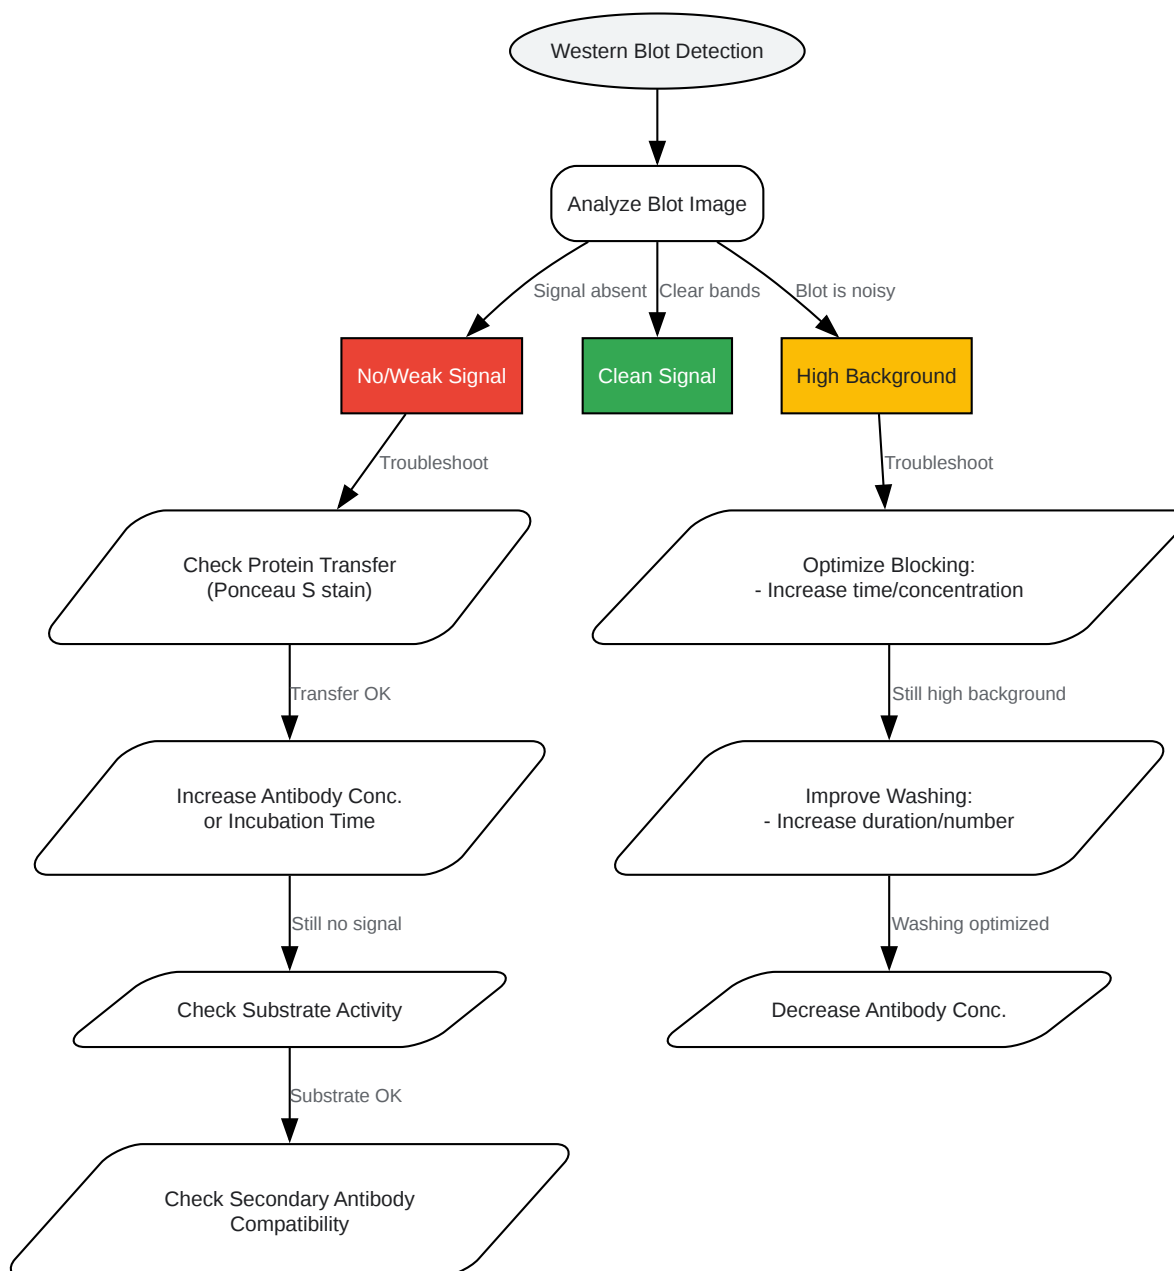 Western Blot Detection
Analyze Blot Image
Signal absent
Clear bands
Blot is noisy
No/Weak Signal
Clean Signal
High Background
Troubleshoot
Troubleshoot
Check Protein Transfer
(Ponceau S stain)
Optimize Blocking:
- Increase time/concentration
Transfer OK
Still high background
Increase Antibody Conc.
or Incubation Time
Improve Washing:
- Increase duration/number
Still no signal
Washing optimized
Check Substrate Activity
Decrease Antibody Conc.
Substrate OK
Check Secondary Antibody
Compatibility